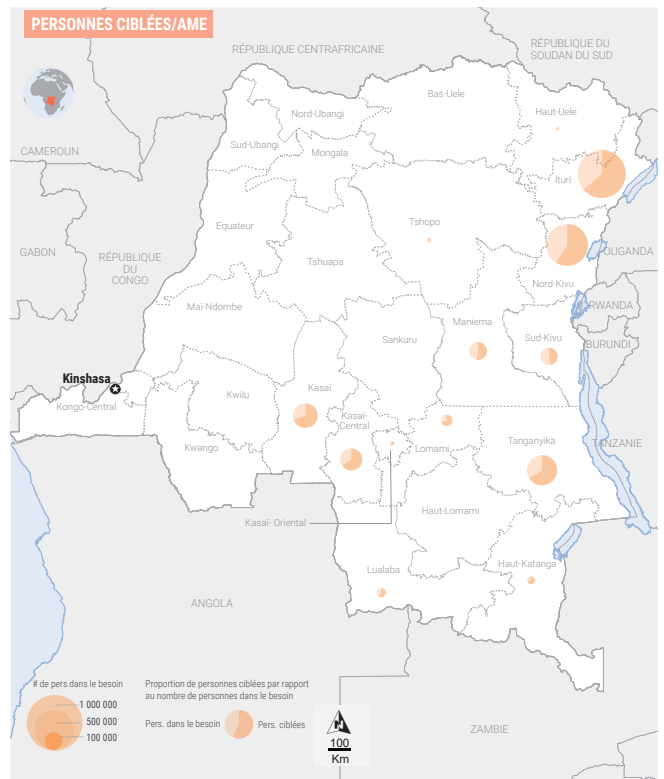 PERSONNES CIBLÉES/AME
RÉPUBLIQUE CENTRAFRICAINE
RÉPUBLIQUE DU
SOUDAN DU SUD
Bas-Uele
Haut-Uele
Nord-Ubangi
Sud-Ubangi
Mongala
CAMEROUN
Ituri
Equateur
Tshopo
GABON
RÉPUBLIQUE
DU
CONGO
Tshuapa
OUGANDA
Nord-Kivu
Maï-Ndombe
RWANDA
Maniema
Sankuru
Sud-Kivu
BURUNDI
Kinshasa
Kongo-Central
Kwilu
Kasaï
Kasaï-
Central
Kwango
Lomami
Tanganyika
TANZANIE
Kasaï- Oriental
Haut-Lomami
Lualaba
Haut-Katanga
ANGOLA
ZAMBIE
# de pers.dans le besoin
1 000 000
500 000
100 000
Proportion de personnes ciblées par rapport
au nombre de personnes dans le besoin
Pers. dans le besoin
Pers. ciblées
N
100
Km